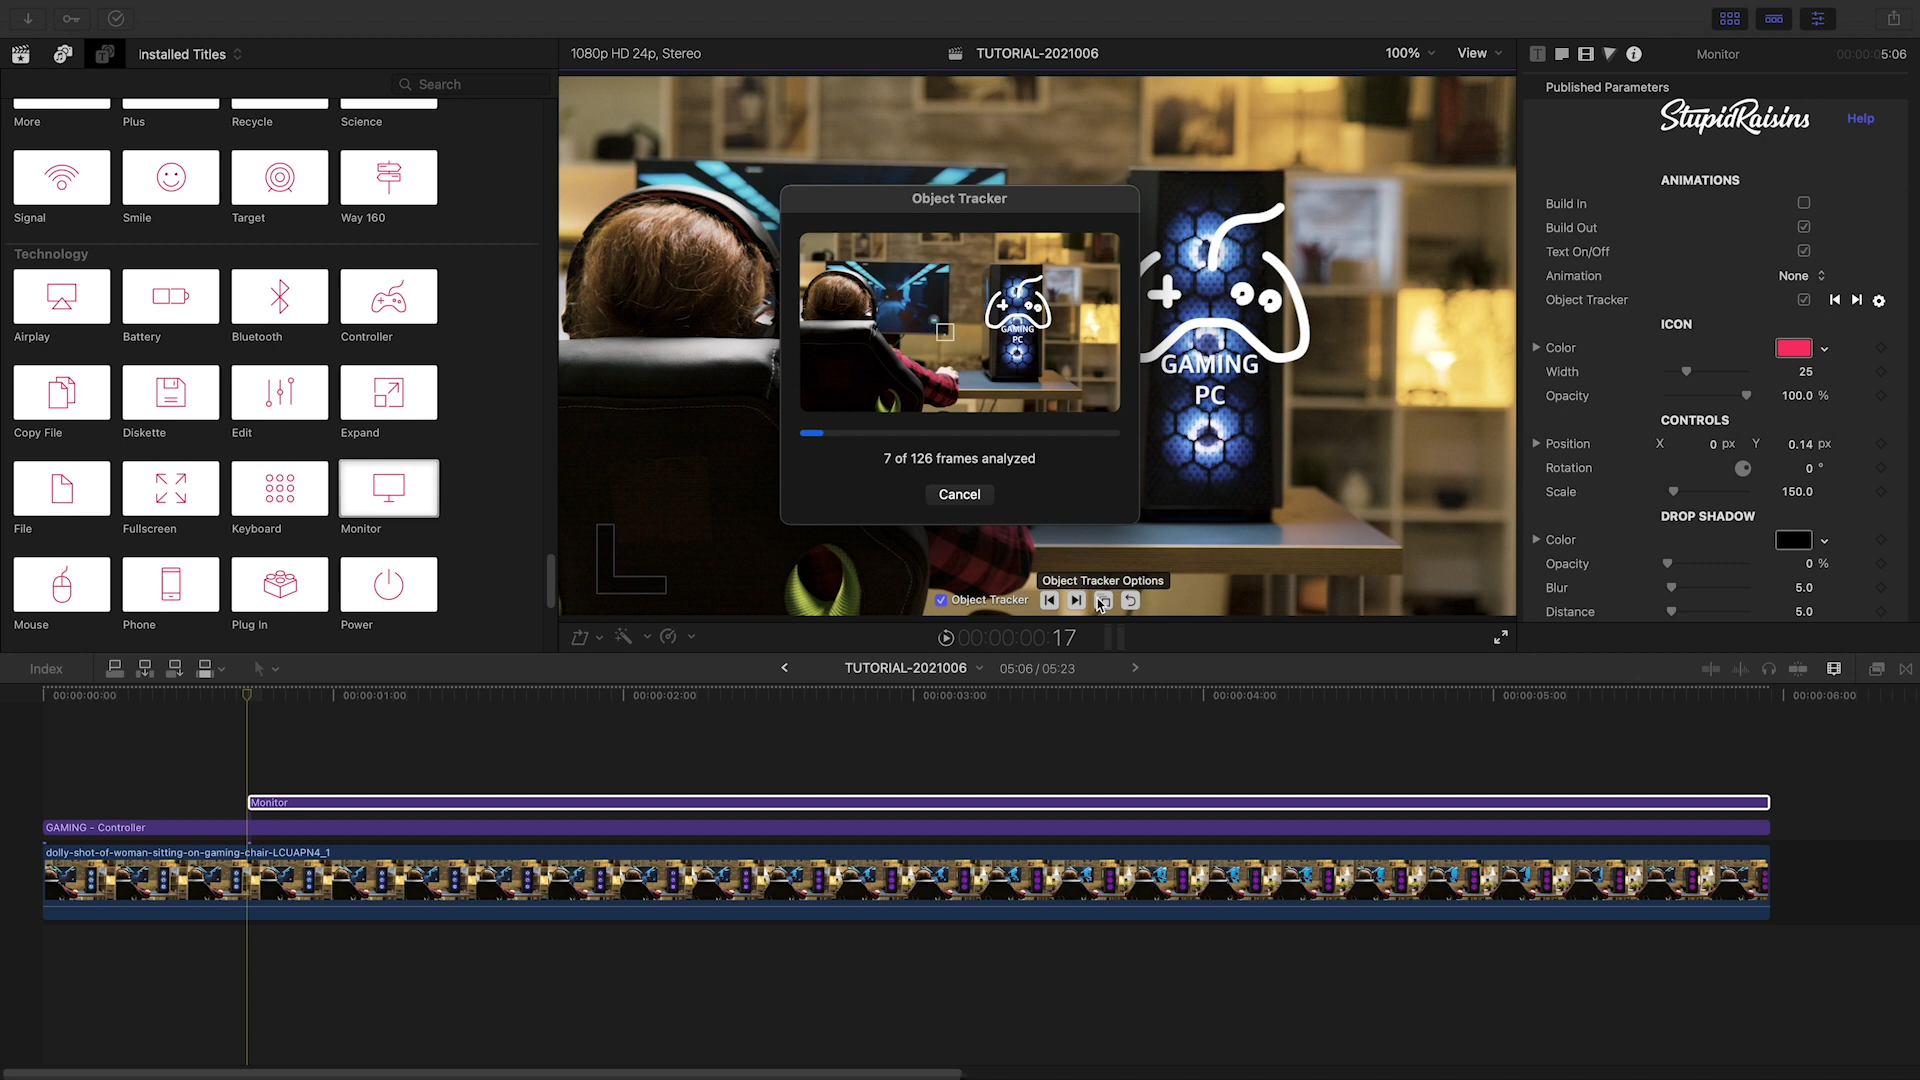 Installed Titles
1080p HD 24p, Stereo
TUTORIAL-2021006
100%
View
Monitor
00:00:05:06
Search
Published Parameters
StupidRaisins
Help
More
Plus
Recycle
Science
Signal
Smile
Target
Way 160
Technology
Airplay
Battery
Bluetooth
Controller
Copy File
Diskette
Edit
Expand
File
Fullscreen
Keyboard
Monitor
Mouse
Phone
Plug In
Power
Object Tracker
GAMING
PC
7 of 126 frames analyzed
Cancel
GAMING
PC
Object Tracker Options
Object Tracker
00:00:00:17
ANIMATIONS
Build In
Build Out
Text On/Off
Animation
None
Object Tracker
ICON
Color
Width
25
Opacity
100.0 %
CONTROLS
Position
X
0 px
Y
0.14 px
Rotation
0 °
Scale
150.0
DROP SHADOW
Color
Opacity
0 %
Blur
5.0
Distance
5.0
Index
TUTORIAL-2021006
05:06 / 05:23
00:00:00:00
00:00:01:00
00:00:02:00
00:00:03:00
00:00:04:00
00:00:05:00
00:00:06:00
Monitor
GAMING - Controller
dolly-shot-of-woman-sitting-on-gaming-chair-LCUAPN4_1